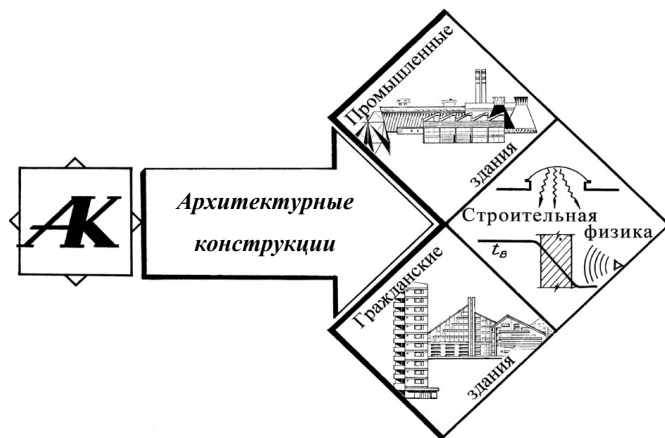 АК
Архитектурные
конструкции
Промышленные
здания
Строительная
физика
tв
Гражданские
здания